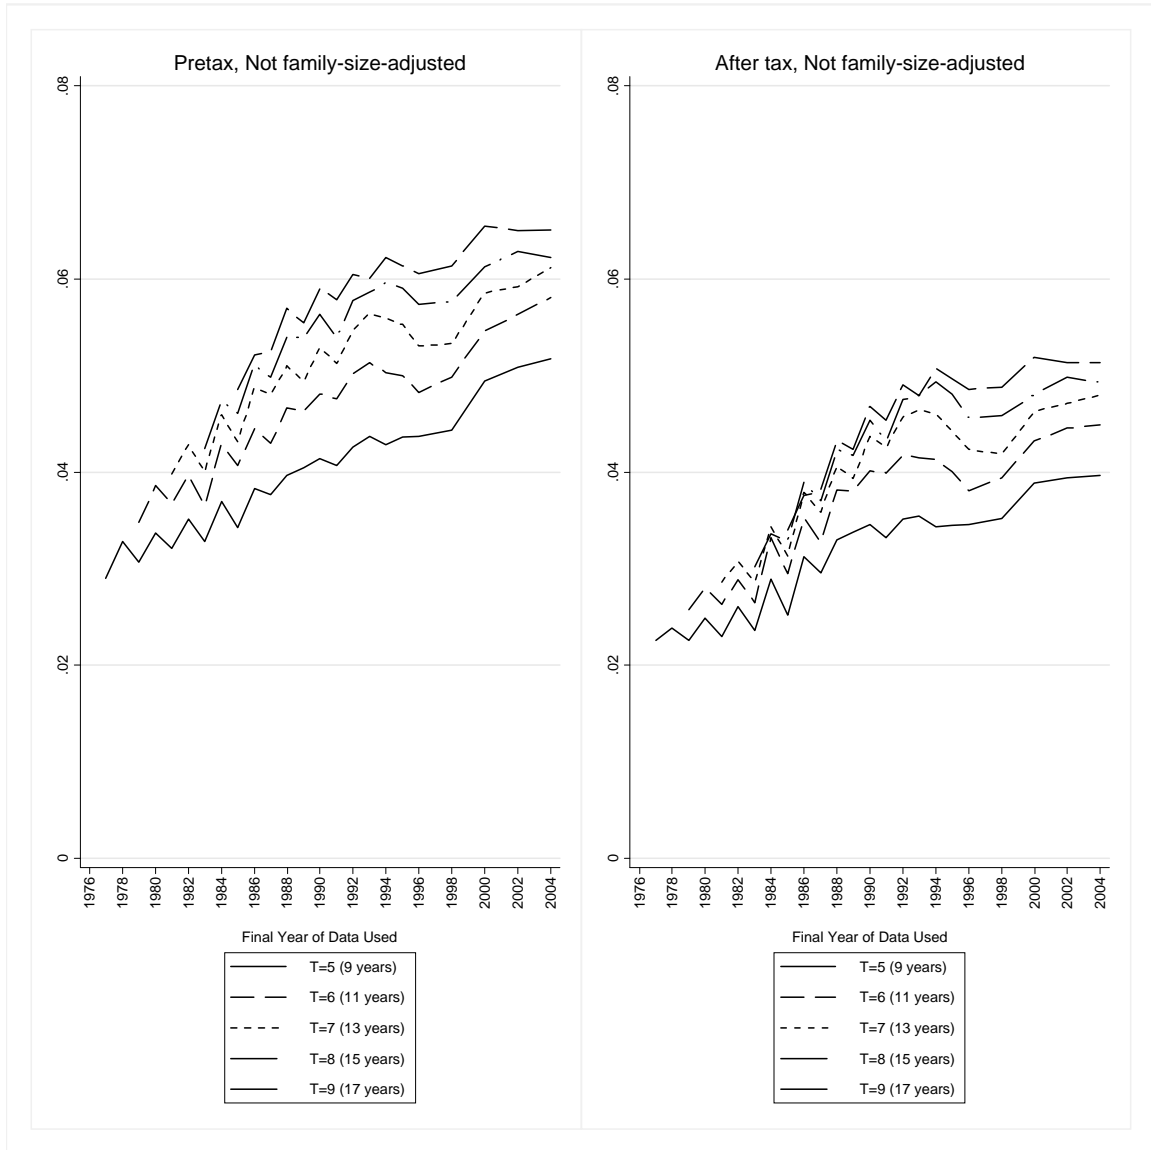 Pretax, Not family-size-adjusted
.08
.06
.04
.02
0
1976
1978
1980
1982
1984
1986
1988
1990
1992
1994
1996
1998
2000
2002
2004
Final Year of Data Used
T=5 (9 years)
T=6 (11 years)
T=7 (13 years)
T=8 (15 years)
T=9 (17 years)
After tax, Not family-size-adjusted
.08
.06
.04
.02
0
1976
1978
1980
1982
1984
1986
1988
1990
1992
1994
1996
1998
2000
2002
2004
Final Year of Data Used
T=5 (9 years)
T=6 (11 years)
T=7 (13 years)
T=8 (15 years)
T=9 (17 years)